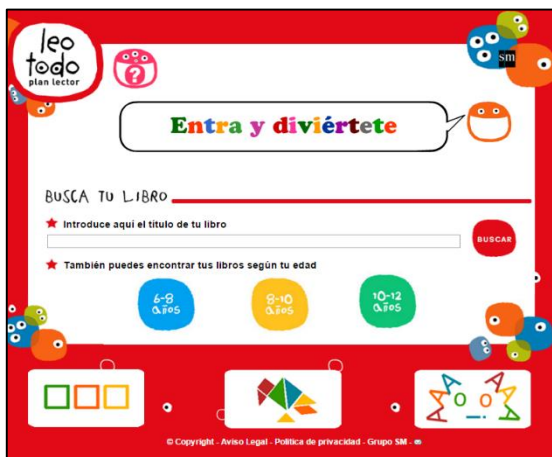 leo
todo
plan lector
?
sm
Entra y diviértete
BUSCA TU LIBRO
Introduce aquí el título de tu libro
BUSCAR
También puedes encontrar tus libros según tu edad
6-8
años
8-10
años
10-12
años
© Copyright - Aviso Legal - Política de privacidad - Grupo SM -